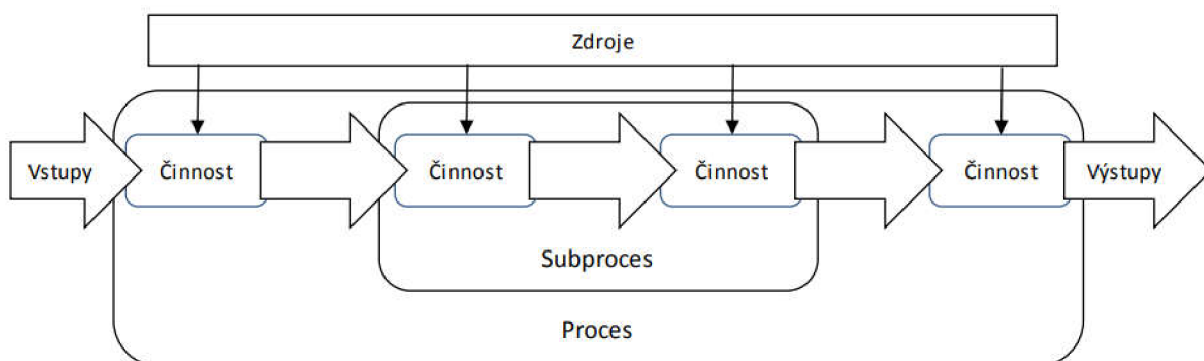 Zdroje
Vstupy
Činnost
Činnost
Činnost
Činnost
Výstupy
Subproces
Proces